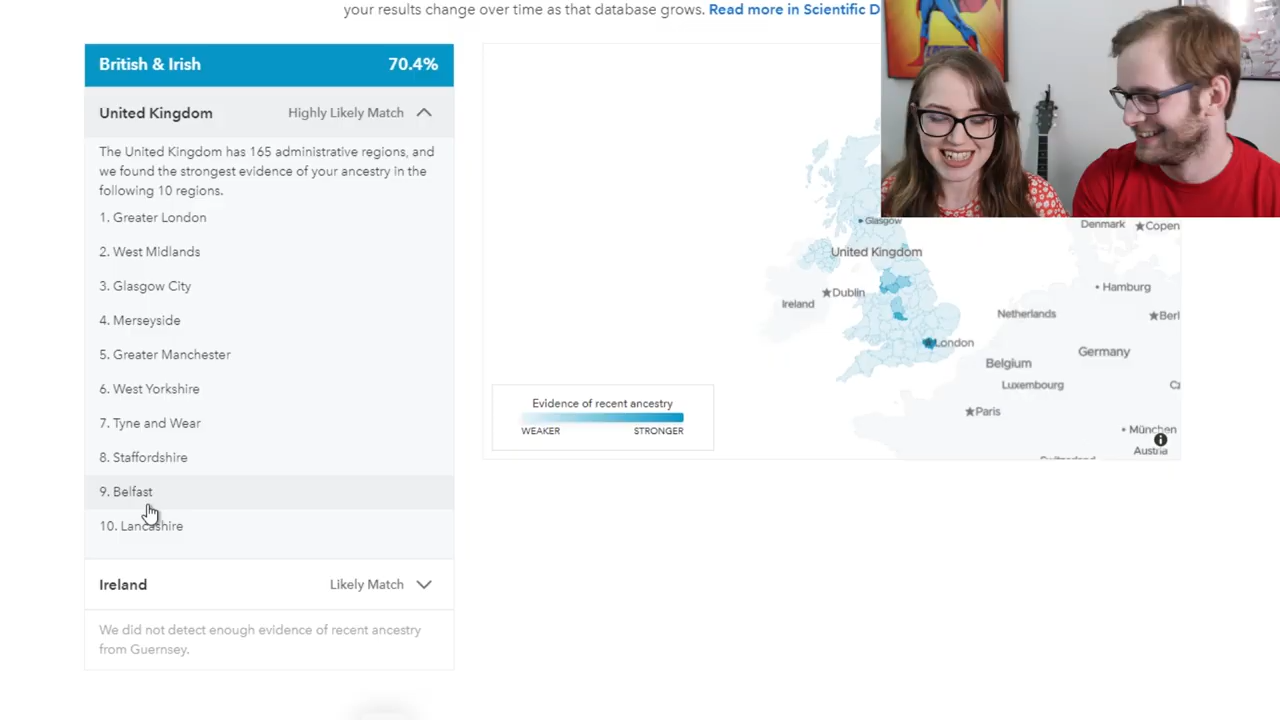 your results change over time as that database grows. Read more in Scientific D
British & Irish 70.4%
United Kingdom Highly Likely Match
The United Kingdom has 165 administrative regions, and
we found the strongest evidence of your ancestry in the
following 10 regions.
1. Greater London
2. West Midlands
3. Glasgow City
4. Merseyside
5. Greater Manchester
6. West Yorkshire
7. Tyne and Wear
8. Staffordshire
9. Belfast
10. Lancashire
Ireland Likely Match
We did not detect enough evidence of recent ancestry
from Guernsey.
Glasgow
United Kingdom
Dublin
Ireland
London
Denmark
Copen
Hamburg
Netherlands
Berl
Belgium
Germany
Luxembourg
Paris
München
Austria
Evidence of recent ancestry
WEAKER STRONGER